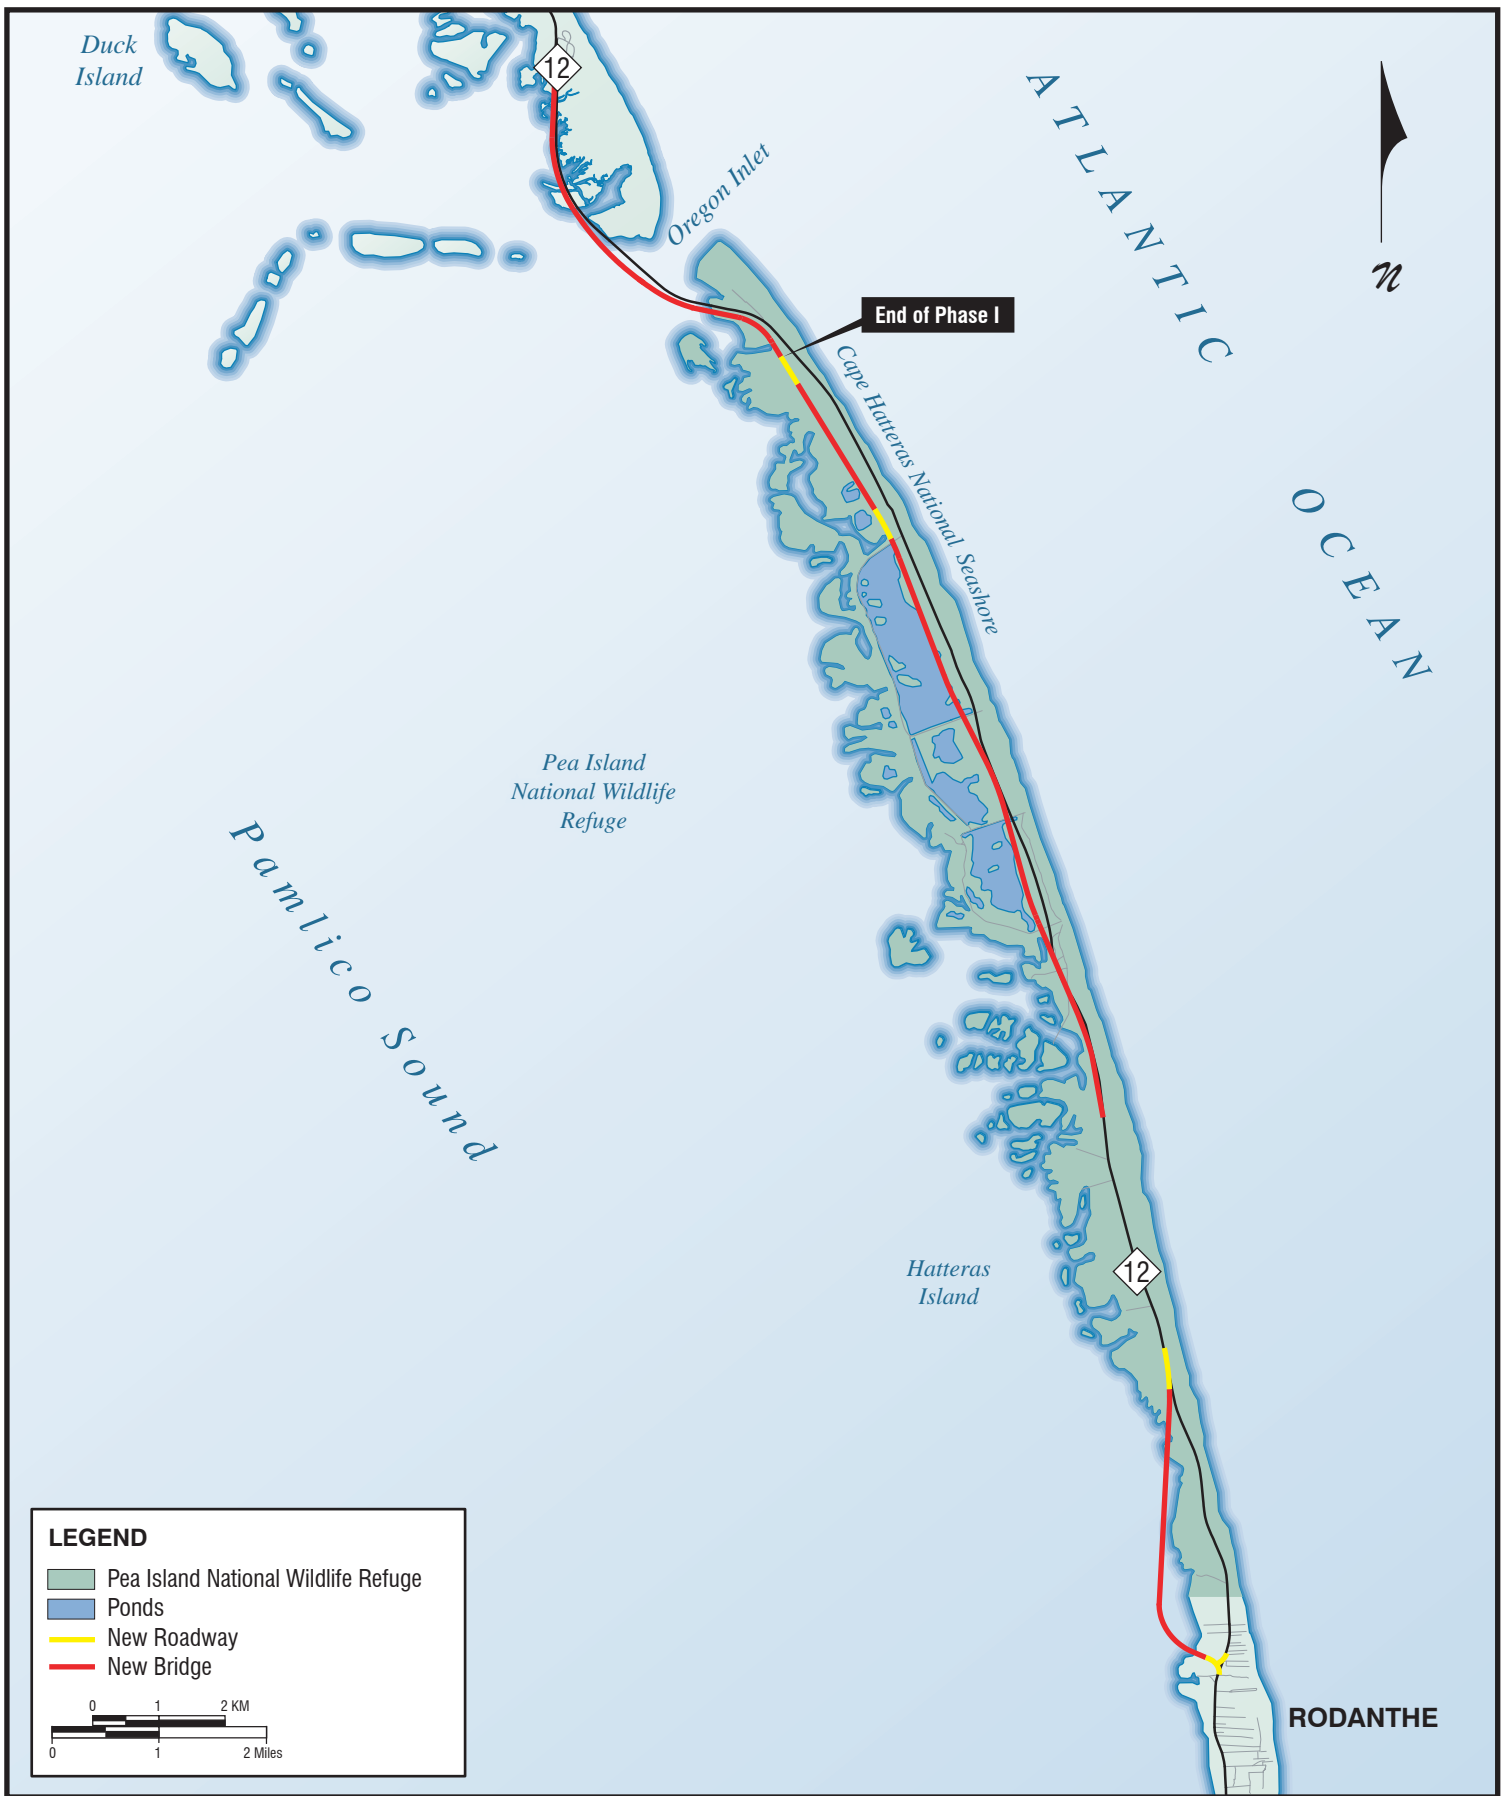 Duck
Island
12
Oregon Inlet
ATLANTIC
OCEAN
N
End of Phase I
Cape Hatteras National Seashore
Pea Island
National Wildlife
Refuge
Pamlico Sound
Hatteras
Island
12
RODANTHE
LEGEND
Pea Island National Wildlife Refuge
Ponds
New Roadway
New Bridge
0 1 2 KM
0 1 2 Miles